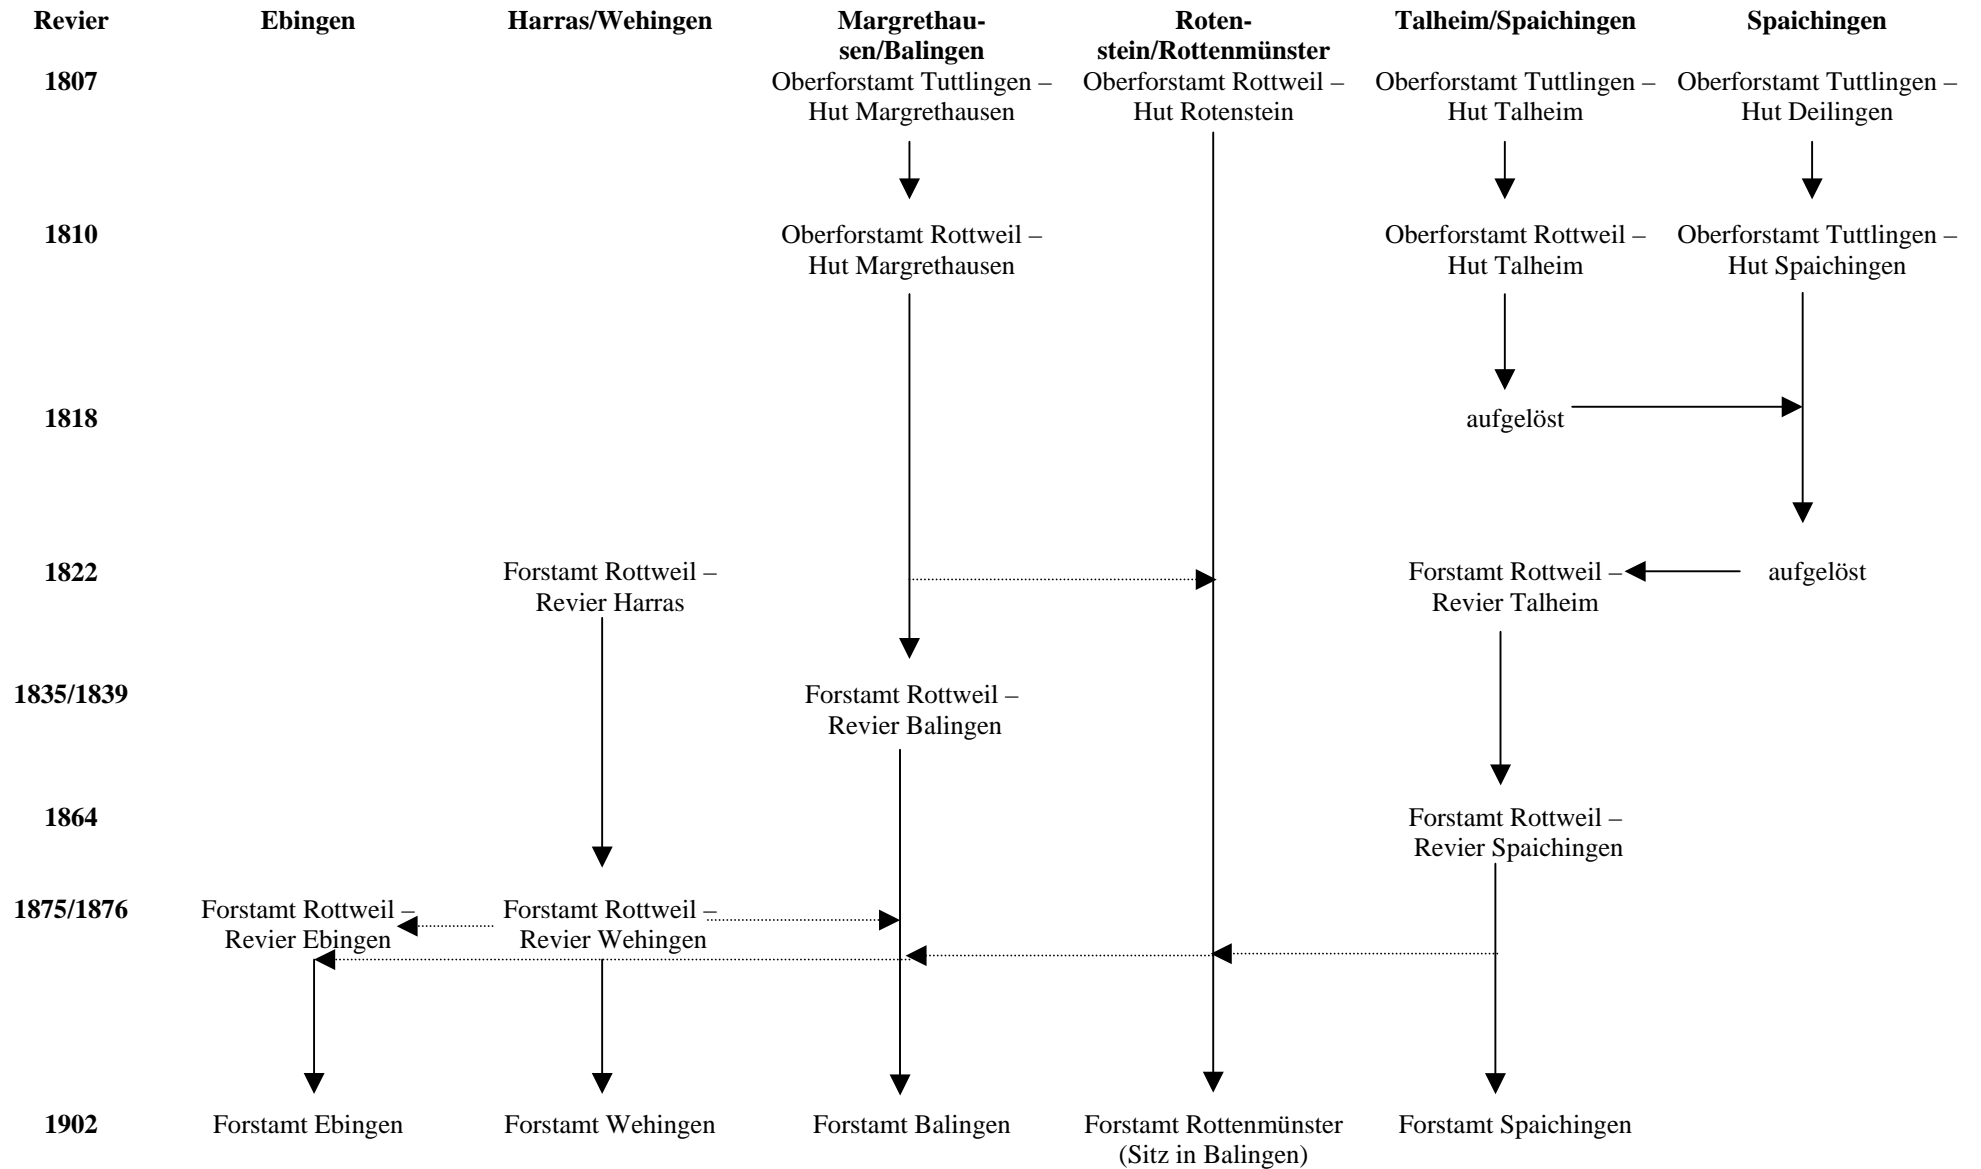 Revier Ebingen Harras/Wehingen Margrethau- Roten- Talheim/Spaichingen Spaichingen
sen/Balingen stein/Rottenmünster
1807 Oberforstamt Tuttlingen – Oberforstamt Rottweil – Oberforstamt Tuttlingen – Oberforstamt Tuttlingen –
Hut Margrethausen Hut Rotenstein Hut Talheim Hut Deilingen
1810 Oberforstamt Rottweil – Oberforstamt Rottweil – Oberforstamt Tuttlingen –
Hut Margrethausen Hut Talheim Hut Spaichingen
1818 aufgelöst
1822 Forstamt Rottweil – Forstamt Rottweil – aufgelöst
Revier Harras Revier Talheim
1835/1839 Forstamt Rottweil –
Revier Balingen
1864 Forstamt Rottweil –
Revier Spaichingen
1875/1876 Forstamt Rottweil – Forstamt Rottweil –
Revier Ebingen Revier Wehingen
1902 Forstamt Ebingen Forstamt Wehingen Forstamt Balingen Forstamt Rottenmünster Forstamt Spaichingen
(Sitz in Balingen)